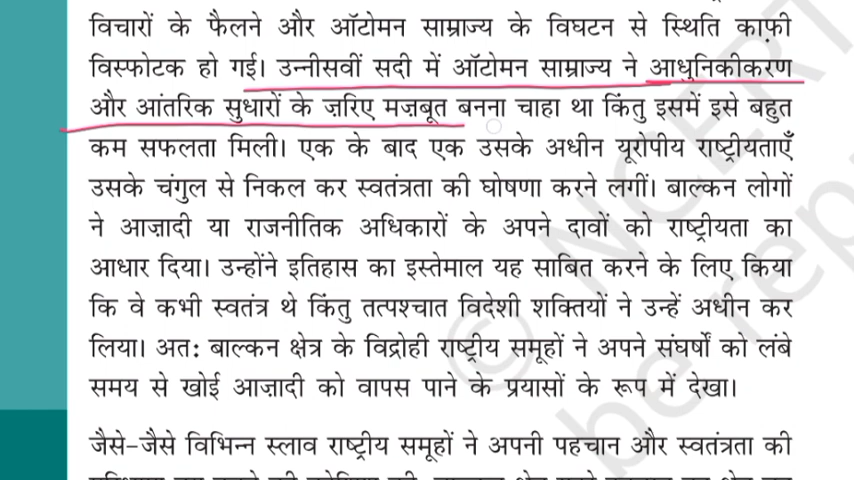 विचारों के फैलने और ऑटोमन साम्राज्य के विघटन से स्थिति काफ़ी
विस्फोटक हो गई। उन्नीसवीं सदी में ऑटोमन साम्राज्य ने आधुनिकीकरण
और आंतरिक सुधारों के ज़रिए मज़बूत बनना चाहा था किंतु इसमें इसे बहुत
कम सफलता मिली। एक के बाद एक उसके अधीन यूरोपीय राष्ट्रीयताएँ
उसके चंगुल से निकल कर स्वतंत्रता की घोषणा करने लगीं। बाल्कन लोगों
ने आज़ादी या राजनीतिक अधिकारों के अपने दावों को राष्ट्रीयता का
आधार दिया। उन्होंने इतिहास का इस्तेमाल यह साबित करने के लिए किया
कि वे कभी स्वतंत्र थे किंतु तत्पश्चात विदेशी शक्तियों ने उन्हें अधीन कर
लिया। अतः बाल्कन क्षेत्र के विद्रोही राष्ट्रीय समूहों ने अपने संघर्षों को लंबे
समय से खोई आज़ादी को वापस पाने के प्रयासों के रूप में देखा।
जैसे-जैसे विभिन्न स्लाव राष्ट्रीय समूहों ने अपनी पहचान और स्वतंत्रता की
© NCERT
be rep